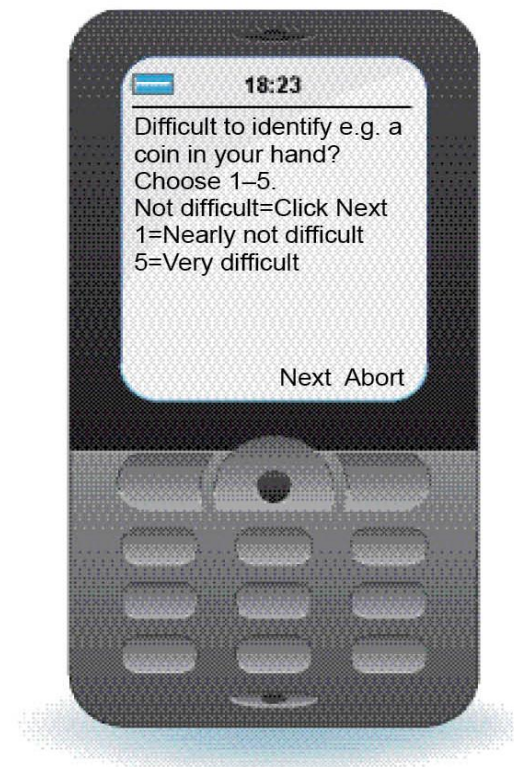 18:23
Difficult to identify e.g. a
coin in your hand?
Choose 1–5.
Not difficult=Click Next
1=Nearly not difficult
5=Very difficult
Next Abort